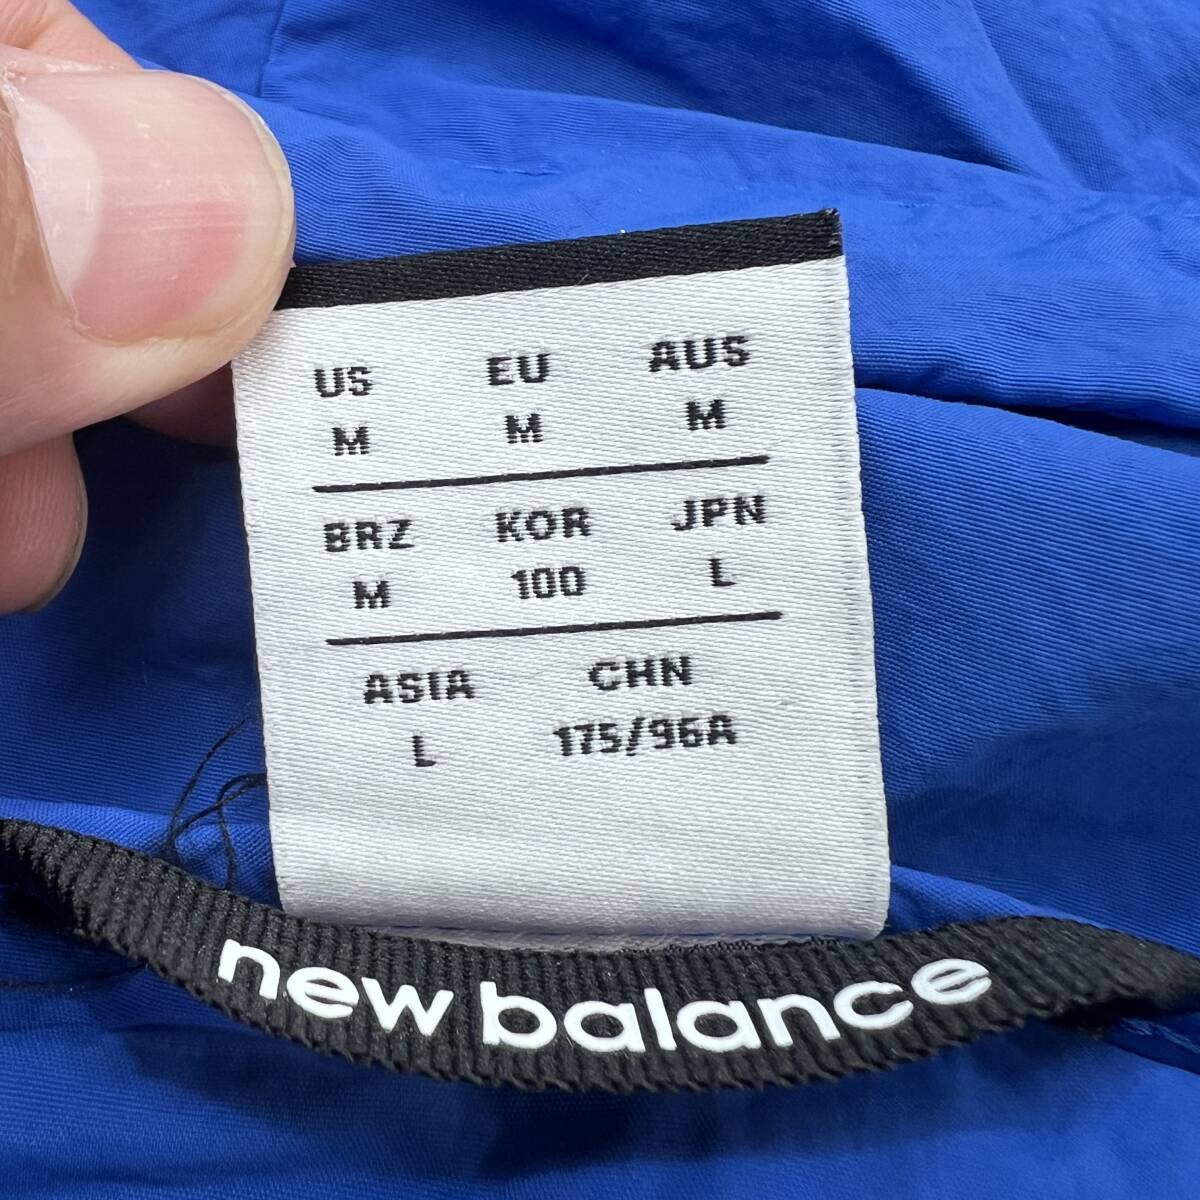 US EU AUS
M M M
BRZ KOR JPN
M 100 L
ASIA CHN
L 175/96A
new balance